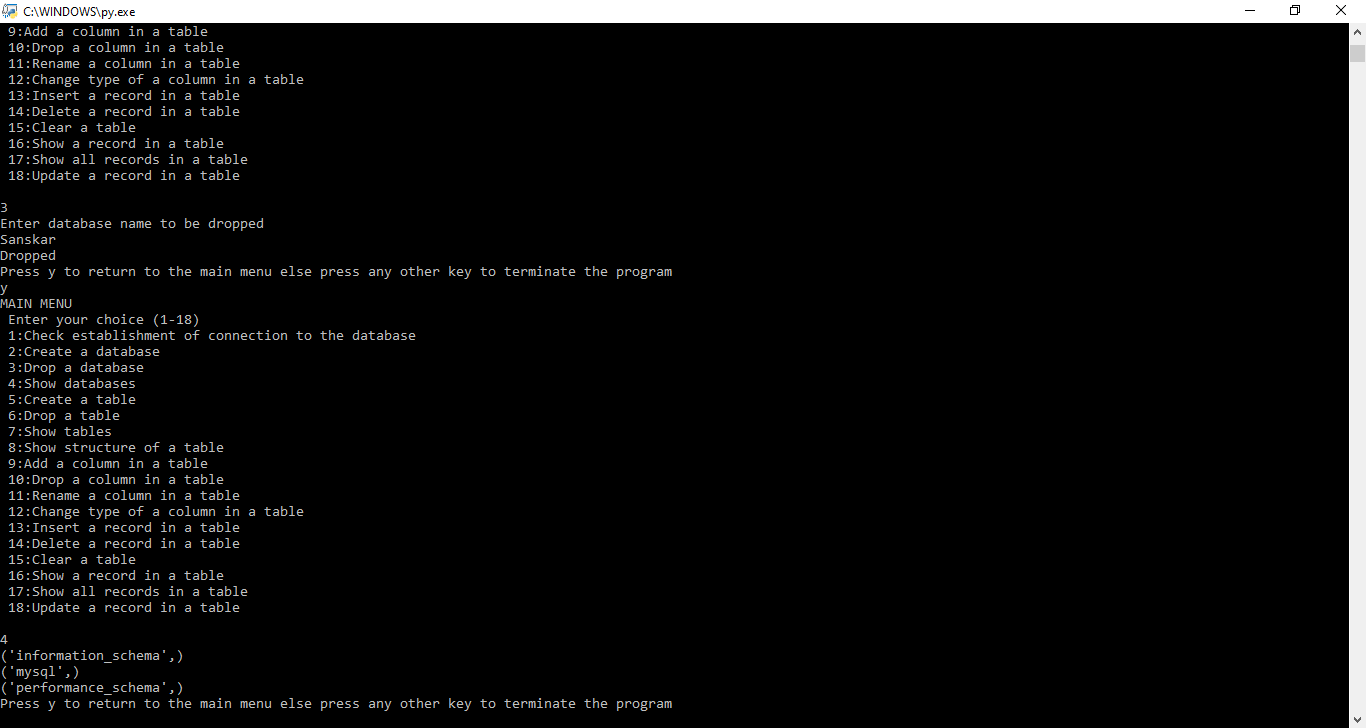 C:\WINDOWS\py.exe
9:Add a column in a table
10:Drop a column in a table
11:Rename a column in a table
12:Change type of a column in a table
13:Insert a record in a table
14:Delete a record in a table
15:Clear a table
16:Show a record in a table
17:Show all records in a table
18:Update a record in a table
3
Enter database name to be dropped
Sanskar
Dropped
Press y to return to the main menu else press any other key to terminate the program
y
MAIN MENU
Enter your choice (1-18)
1:Check establishment of connection to the database
2:Create a database
3:Drop a database
4:Show databases
5:Create a table
6:Drop a table
7:Show tables
8:Show structure of a table
9:Add a column in a table
10:Drop a column in a table
11:Rename a column in a table
12:Change type of a column in a table
13:Insert a record in a table
14:Delete a record in a table
15:Clear a table
16:Show a record in a table
17:Show all records in a table
18:Update a record in a table
4
('information_schema',)
('mysql',)
('performance_schema',)
Press y to return to the main menu else press any other key to terminate the program